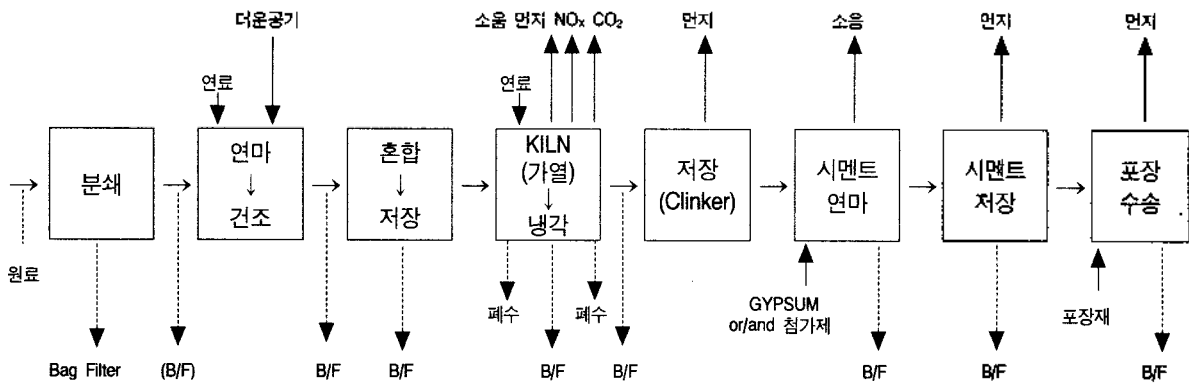 더운공기
소움 먼지 NOx CO2
먼지
소음
먼지
먼지
연료
연료
분쇄
연마
건조
혼합
저장
KILN
(가열)
냉각
저장
(Clinker)
시멘트
연마
시멘트
저장
포장
수송
원료
폐수
폐수
GYPSUM
or/and 첨가제
포장재
Bag Filter
(B/F)
B/F
B/F
B/F
B/F
B/F
B/F
B/F